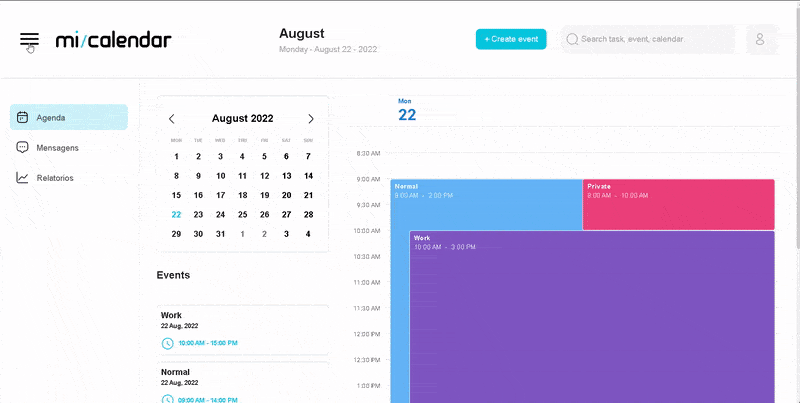 mi/calendar
August
Monday - August 22 - 2022
+ Create event
Search task, event, calendar
Agenda
Mensagens
Relatorios
August 2022
MON TUE WED THU FRI SAT SUN
1 2 3 4 5 6 7
8 9 10 11 12 13 14
15 16 17 18 19 20 21
22 23 24 25 26 27 28
29 30 31 1 2 3 4
Events
Work
22 Aug, 2022
10:00 AM - 15:00 PM
Normal
22 Aug, 2022
09:00 AM - 14:00 PM
Mon
22
8:00 AM
9:00 AM
9:30 AM
10:00 AM
10:30 AM
11:00 AM
11:30 AM
12:00 PM
12:30 PM
1:00 PM
Normal
9:00 AM - 2:00 PM
Private
- 10:00 AM
Work
10:00 AM - 3:00 PM